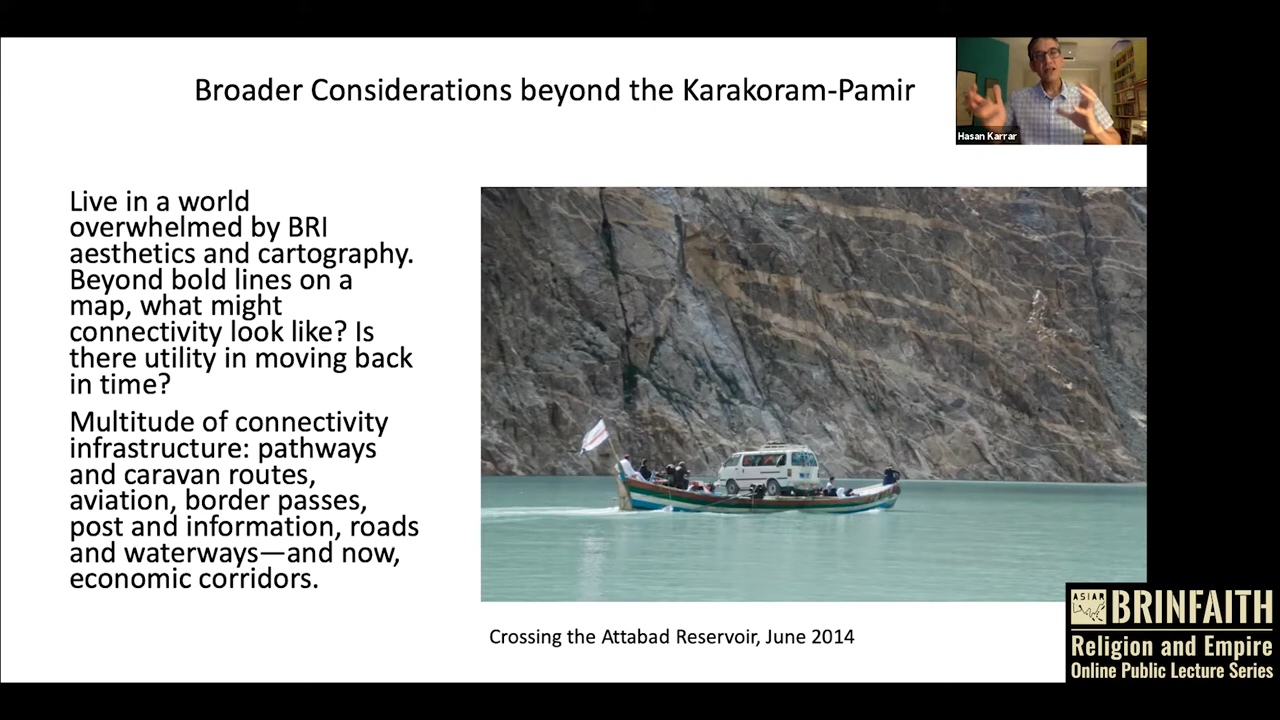 Broader Considerations beyond the Karakoram-Pamir
Hasan Karrar
Live in a world
overwhelmed by BRI
aesthetics and cartography.
Beyond bold lines on a
map, what might
connectivity look like? Is
there utility in moving back
in time?
Multitude of connectivity
infrastructure: pathways
and caravan routes,
aviation, border passes,
post and information, roads
and waterways—and now,
economic corridors.
Crossing the Attabad Reservoir, June 2014
ASIAR
BRINFAITH
Religion and Empire
Online Public Lecture Series